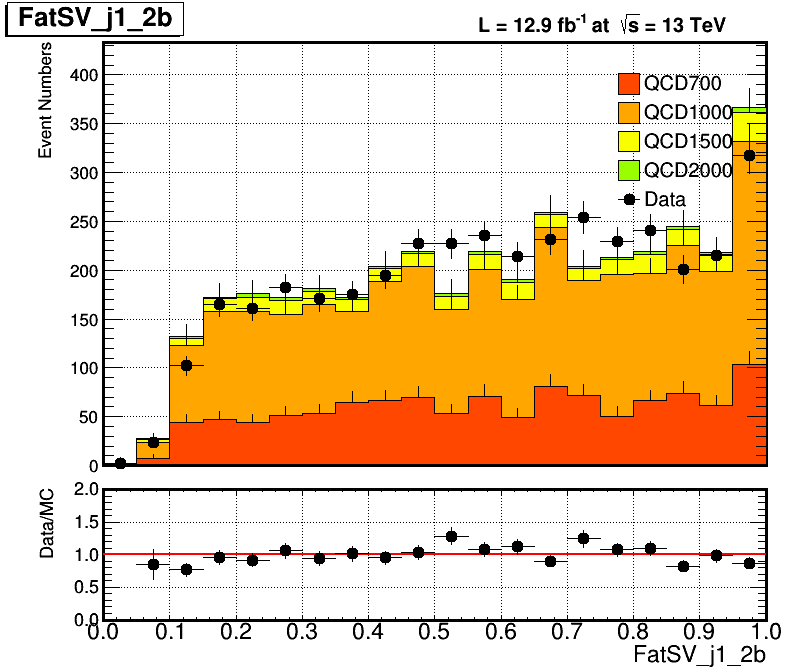 FatSV_j1_2b
L = 12.9 fb⁻¹ at √s = 13 TeV
Event Numbers
400
350
300
250
200
150
100
50
0
QCD700
QCD1000
QCD1500
QCD2000
Data
Data/MC
2.0
1.5
1.0
0.5
0.0
0.0 0.1 0.2 0.3 0.4 0.5 0.6 0.7 0.8 0.9 1.0
FatSV_j1_2b